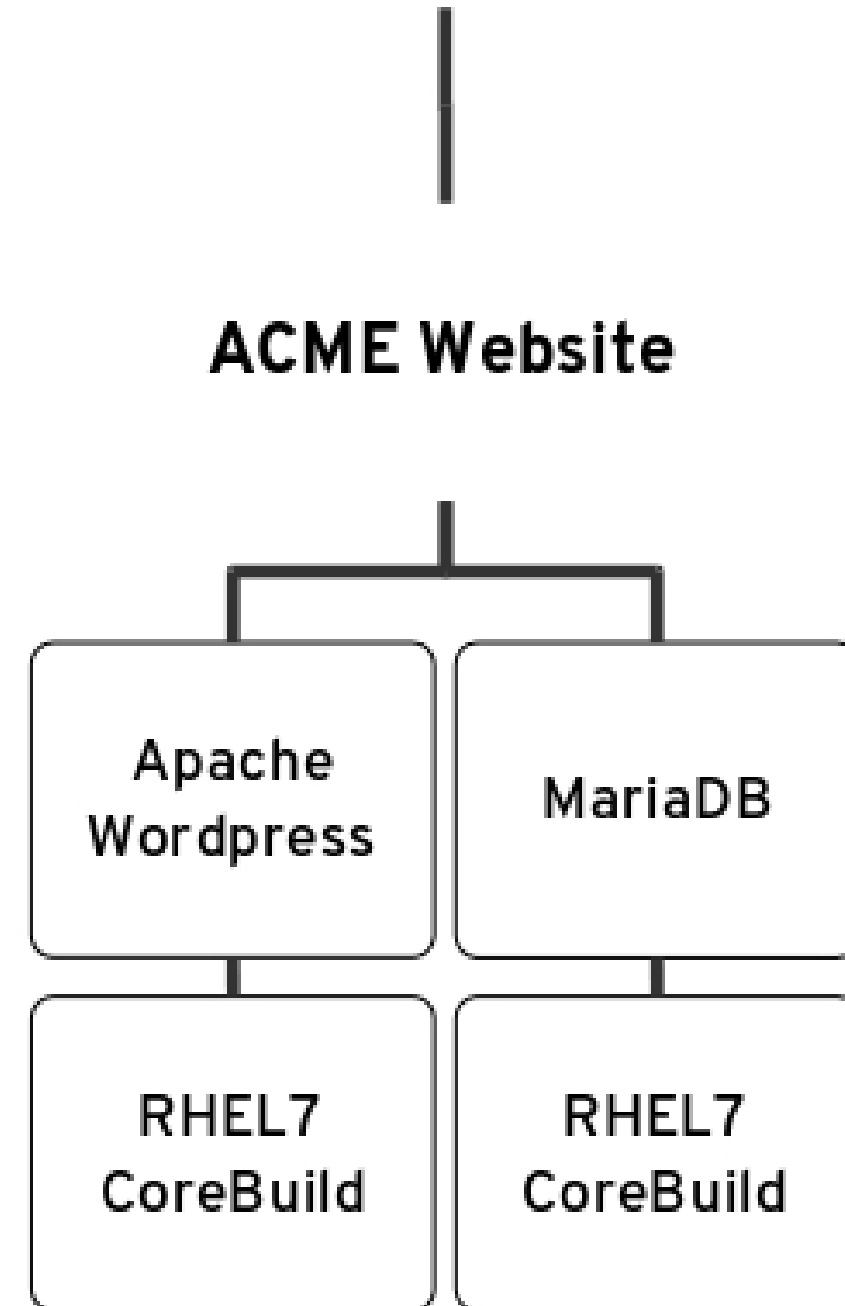 ACME Website
Apache
Wordpress
MariaDB
RHEL7
CoreBuild
RHEL7
CoreBuild